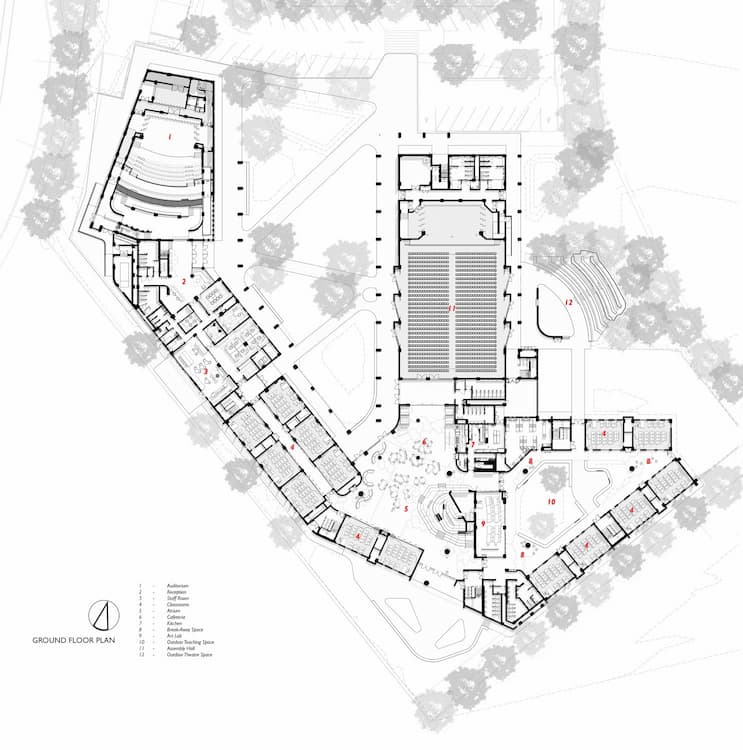 1
2
3
4
4
5
6
7
8
4
8
4
4
8
9
10
11
12
GROUND FLOOR PLAN
1 - Auditorium
2 - Reception
3 - Staff Room
4 - Classrooms
5 - Atrium
6 - Cafeteria
7 - Kitchen
8 - Break-Away Space
9 - Art Lab
10 - Outdoor Teaching Space
11 - Assembly Hall
12 - Outdoor Theater Space